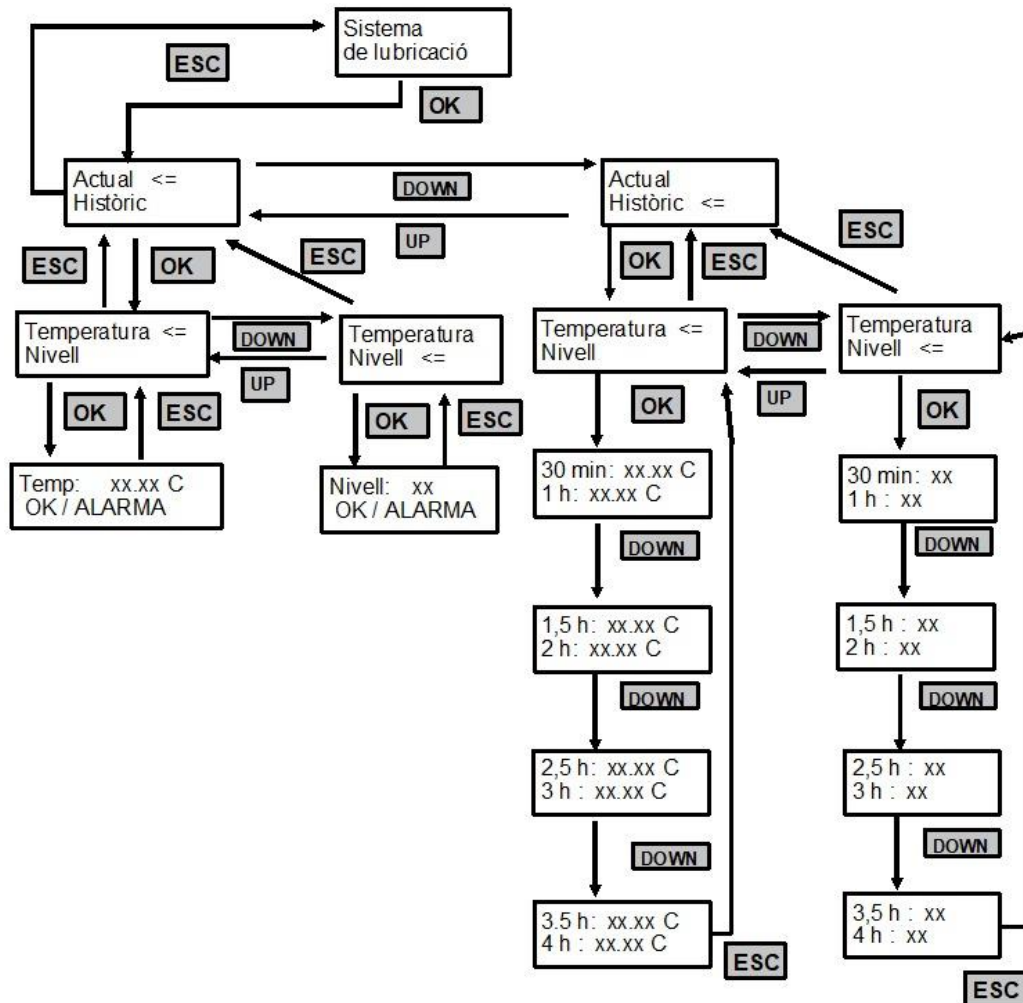 Sistema
de lubricació
ESC
OK
Actual <=
Històric
DOWN
UP
Actual
Històric <=
ESC
OK
ESC
OK
ESC
ESC
Temperatura <=
Nivell
DOWN
UP
Temperatura
Nivell <=
Temperatura <=
Nivell
DOWN
UP
Temperatura
Nivell <=
OK
ESC
OK
ESC
OK
OK
Temp: xx.xx C
OK / ALARMA
Nivell: xx
OK / ALARMA
30 min: xx.xx C
1 h: xx.xx C
30 min: xx
1 h : xx
DOWN
DOWN
1,5 h: xx.xx C
2 h: xx.xx C
1,5 h : xx
2 h : xx
DOWN
DOWN
2,5 h: xx.xx C
3 h : xx.xx C
2,5 h : xx
3 h : xx
DOWN
DOWN
3.5 h: xx.xx C
4 h : xx.xx C
3,5 h : xx
4 h : xx
ESC
ESC